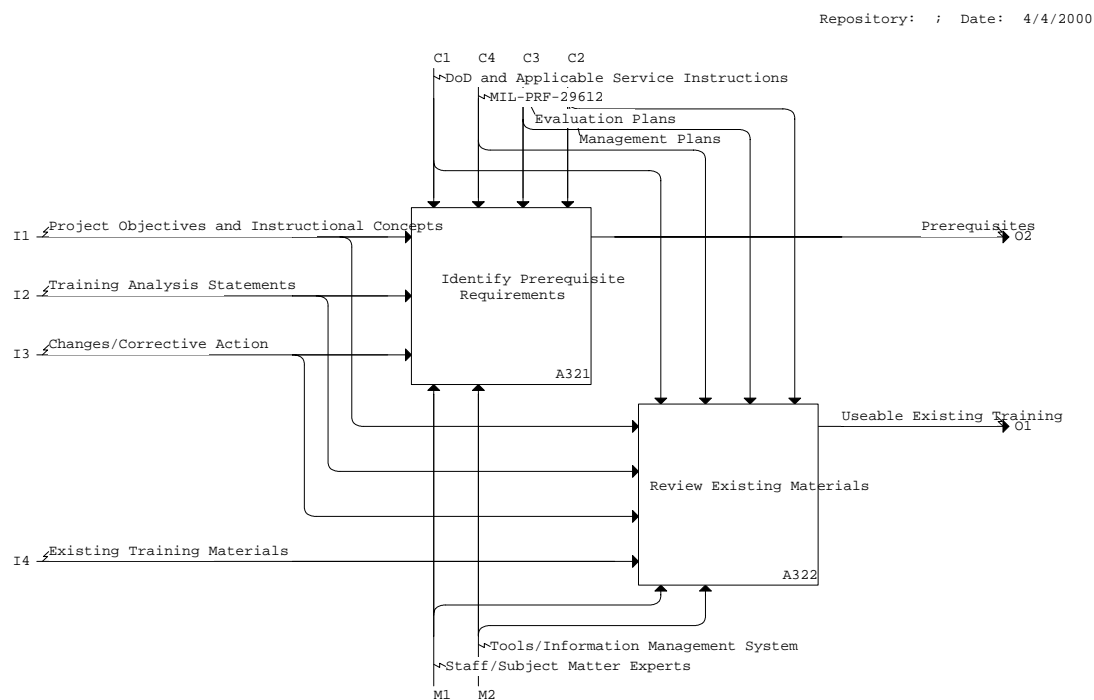 Repository:  ;  Date:  4/4/2000
C1 C4 C3 C2
DoD and Applicable Service Instructions
MIL-PRF-29612
Evaluation Plans
Management Plans
I1 Project Objectives and Instructional Concepts
Prerequisites O2
Identify Prerequisite
Requirements
I2 Training Analysis Statements
I3 Changes/Corrective Action
A321
Useable Existing Training O1
Review Existing Materials
I4 Existing Training Materials
A322
Tools/Information Management System
Staff/Subject Matter Experts
M1 M2